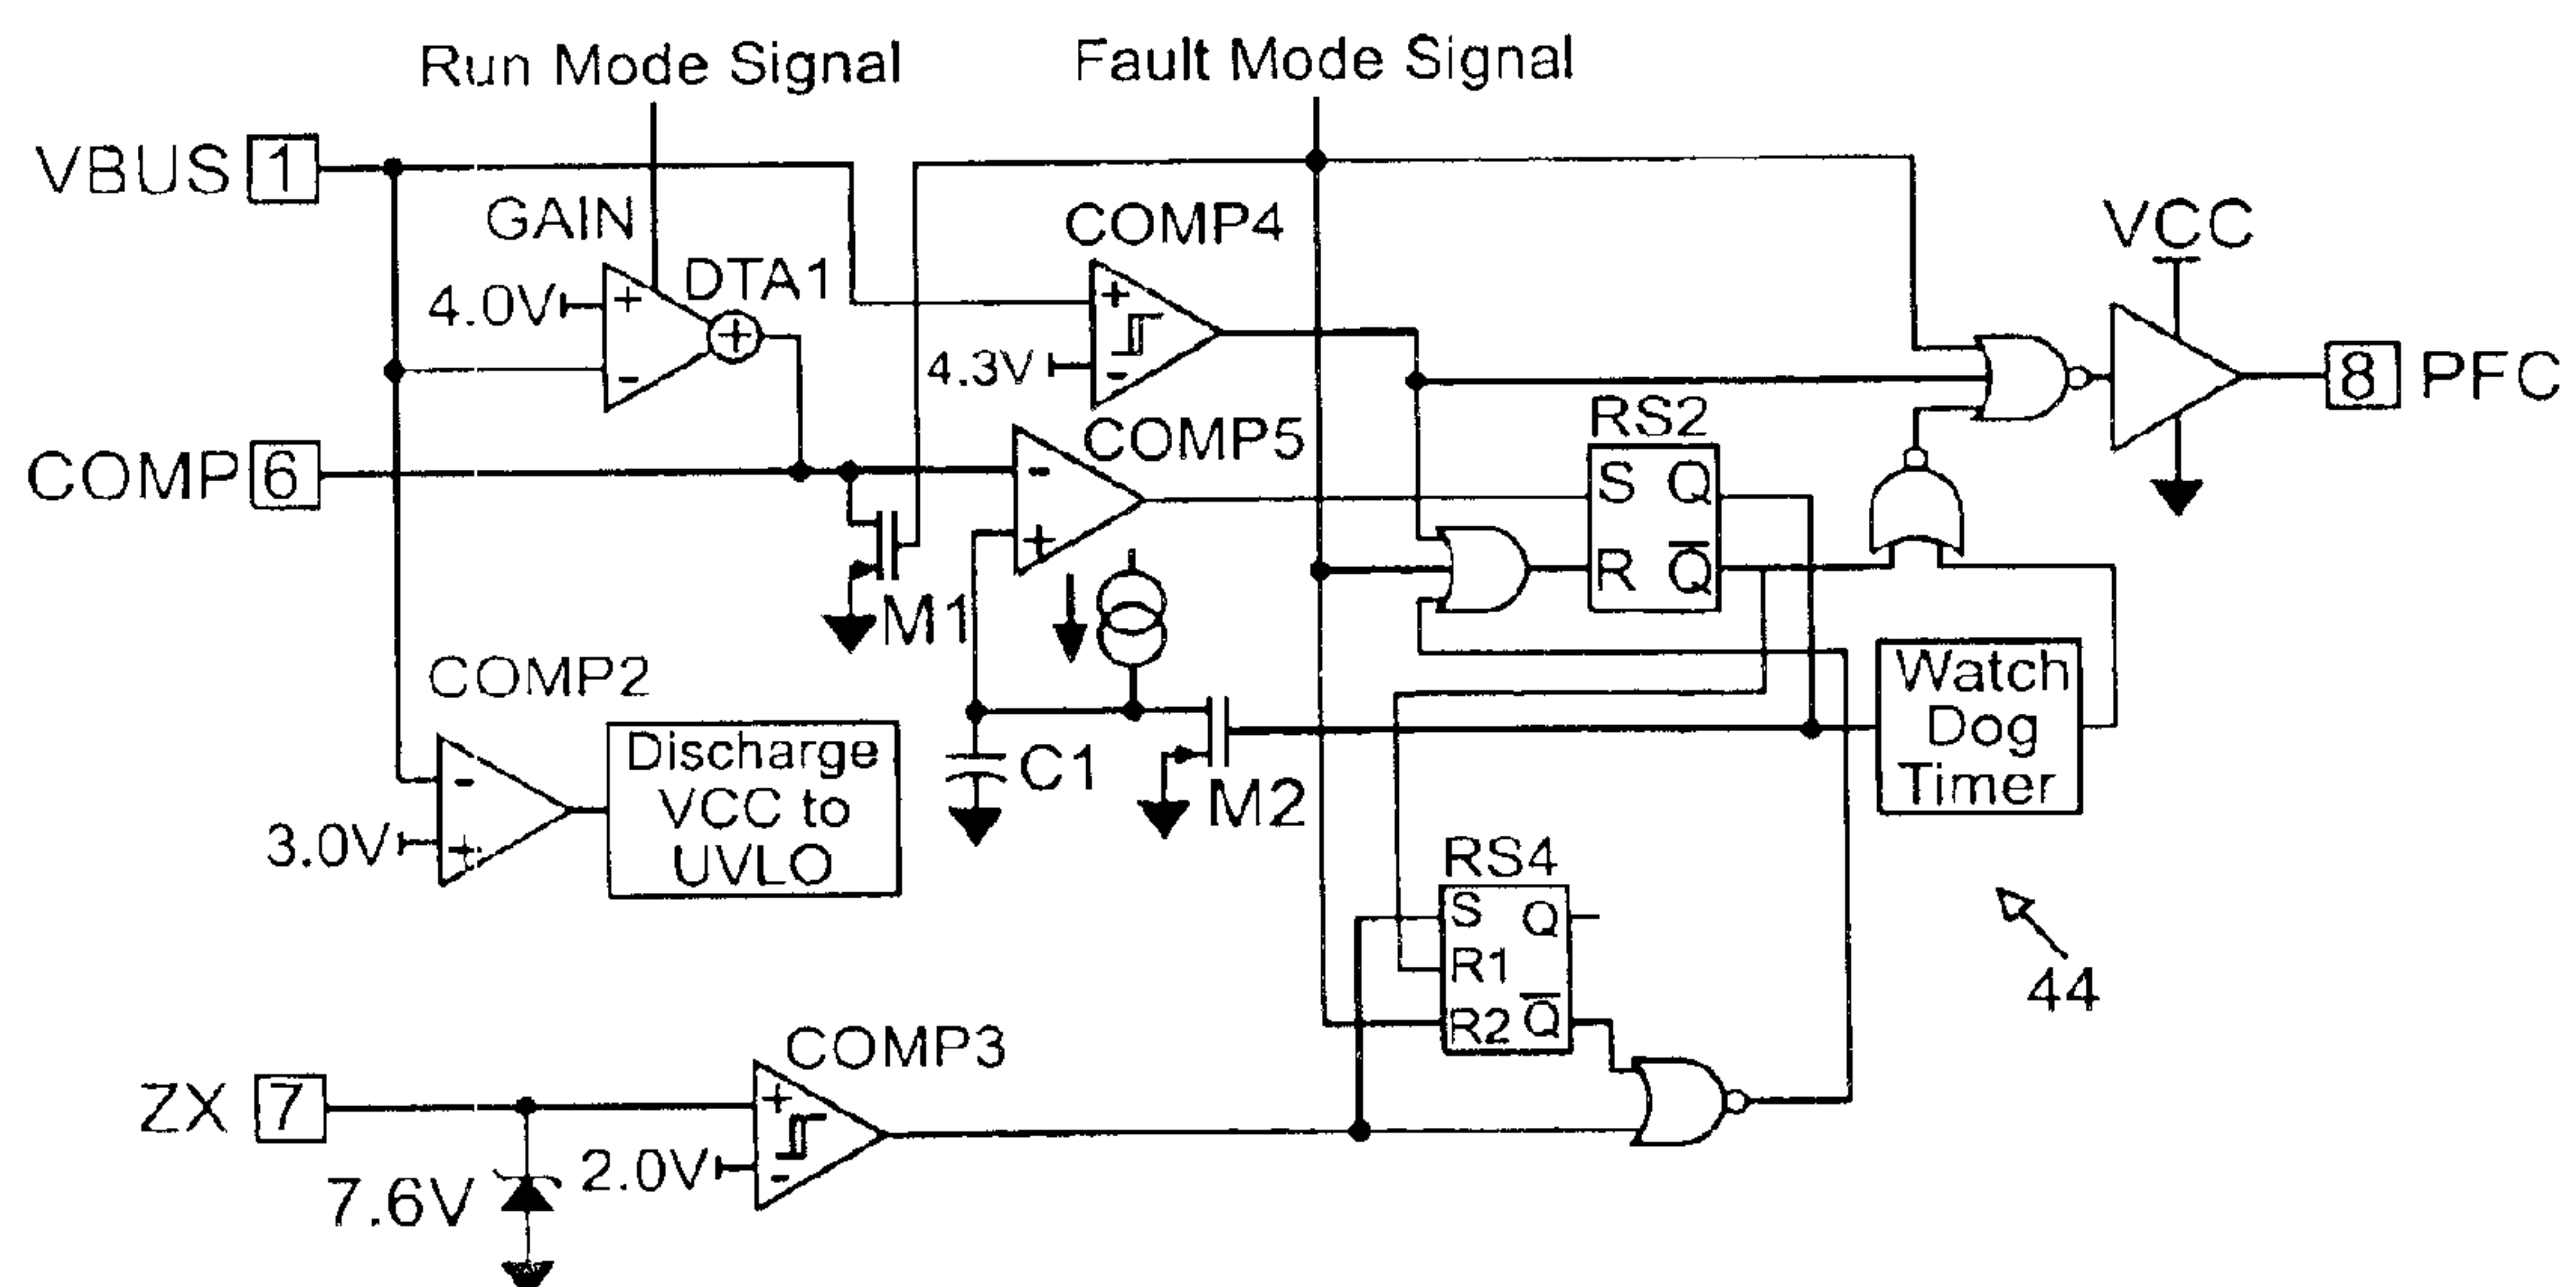 Run Mode Signal
Fault Mode Signal
VBUS 1
GAIN
COMP4
VCC
4.0V
+
DTA1
+
+
-
4.3V
-
8 PFC
RS2
COMP 6
-
COMP5
S Q
+
R Q̅
M1
COMP2
Watch
Dog
Timer
Discharge
VCC to
UVLO
-
3.0V
+
C1
M2
RS4
S Q
R1
R2 Q̅
44
COMP3
ZX 7
+
2.0V
-
7.6V